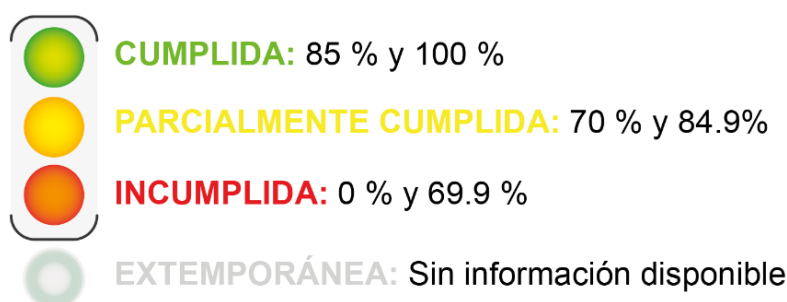 CUMPLIDA: 85 % y 100 %
PARCIALMENTE CUMPLIDA: 70 % y 84.9%
INCUMPLIDA: 0 % y 69.9 %
EXTEMPORÁNEA: Sin información disponible